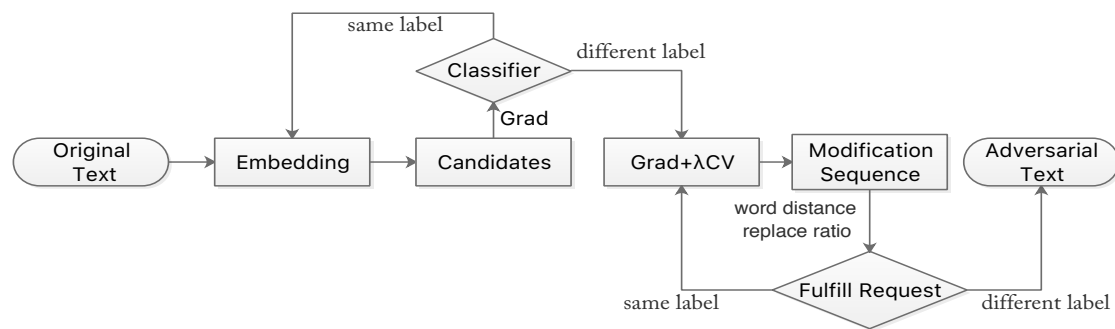 same label
Classifier
different label
Grad
Original
Text
Embedding
Candidates
Grad+λCV
Modification
Sequence
Adversarial
Text
word distance
replace ratio
Fulfill Request
same label
different label